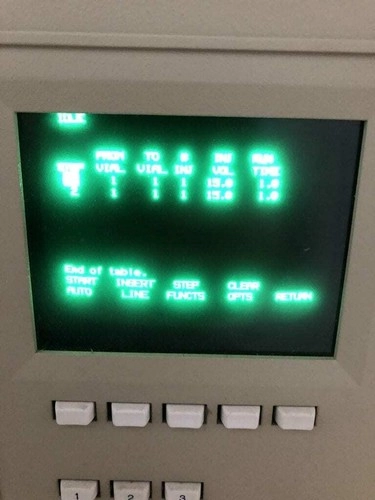 IDLE
FROM TO # INJ RUN
VIAL VIAL INJ VOL TIME
1 1 1 15.0 1.0
2 1 1 1 15.0 1.0
End of table.
START INSERT STEP CLEAR
AUTO LINE FUNCTS OPTS RETURN
1 2 3